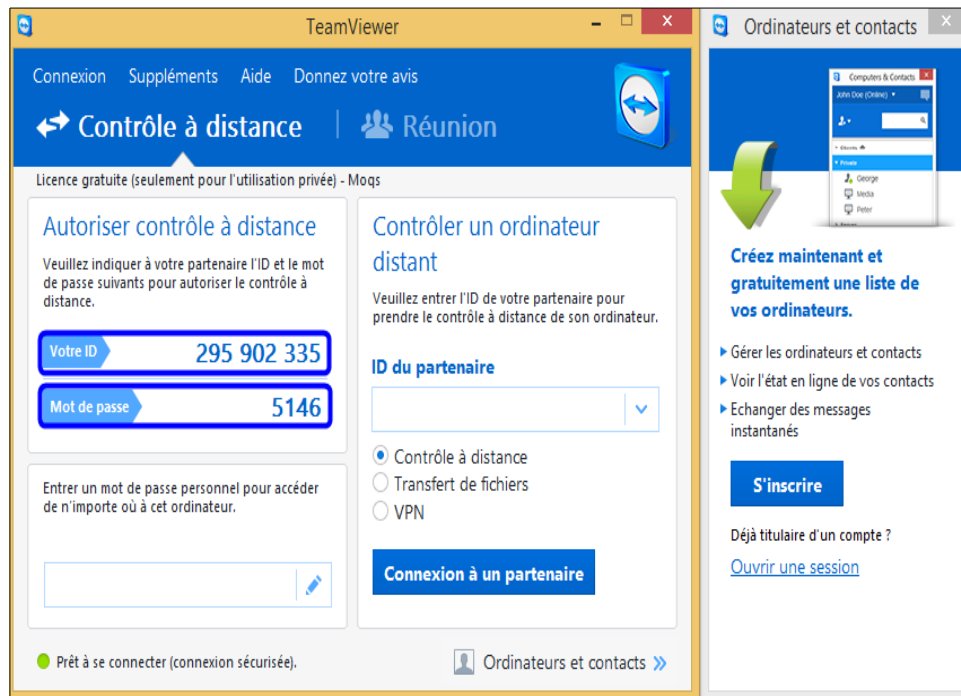 TeamViewer
Connexion Suppléments Aide Donnez votre avis
Contrôle à distance
Réunion
Licence gratuite (seulement pour l'utilisation privée) - Moqs
Autoriser contrôle à distance
Veuillez indiquer à votre partenaire l'ID et le mot
de passe suivants pour autoriser le contrôle à
distance.
Votre ID 295 902 335
Mot de passe 5146
Entrer un mot de passe personnel pour accéder
de n'importe où à cet ordinateur.
Contrôler un ordinateur
distant
Veuillez entrer l'ID de votre partenaire pour
prendre le contrôle à distance de son ordinateur.
ID du partenaire
Contrôle à distance
Transfert de fichiers
VPN
Connexion à un partenaire
Prêt à se connecter (connexion sécurisée).
Ordinateurs et contacts
Ordinateurs et contacts
Computers & Contacts
John Doe (Online)
Private
George
Media
Peter
Créez maintenant et
gratuitement une liste de
vos ordinateurs.
Gérer les ordinateurs et contacts
Voir l'état en ligne de vos contacts
Echanger des messages
instantanés
S'inscrire
Déjà titulaire d'un compte ?
Ouvrir une session